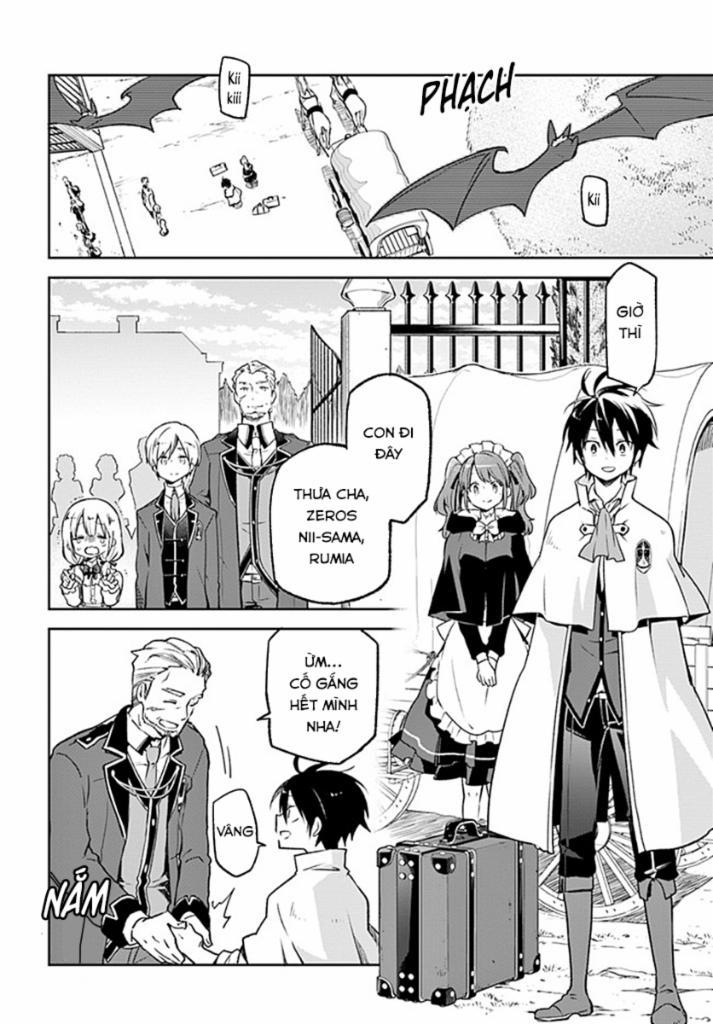 Kii
kiii
PHẠCH
Kii
GIỜ
THÌ
CON ĐI
ĐÂY
THƯA CHA,
ZEROS
NII-SAMA,
RUMIA
ỪM...
CỐ GẮNG
HẾT MÌNH
NHA!
VÂNG
NẮM